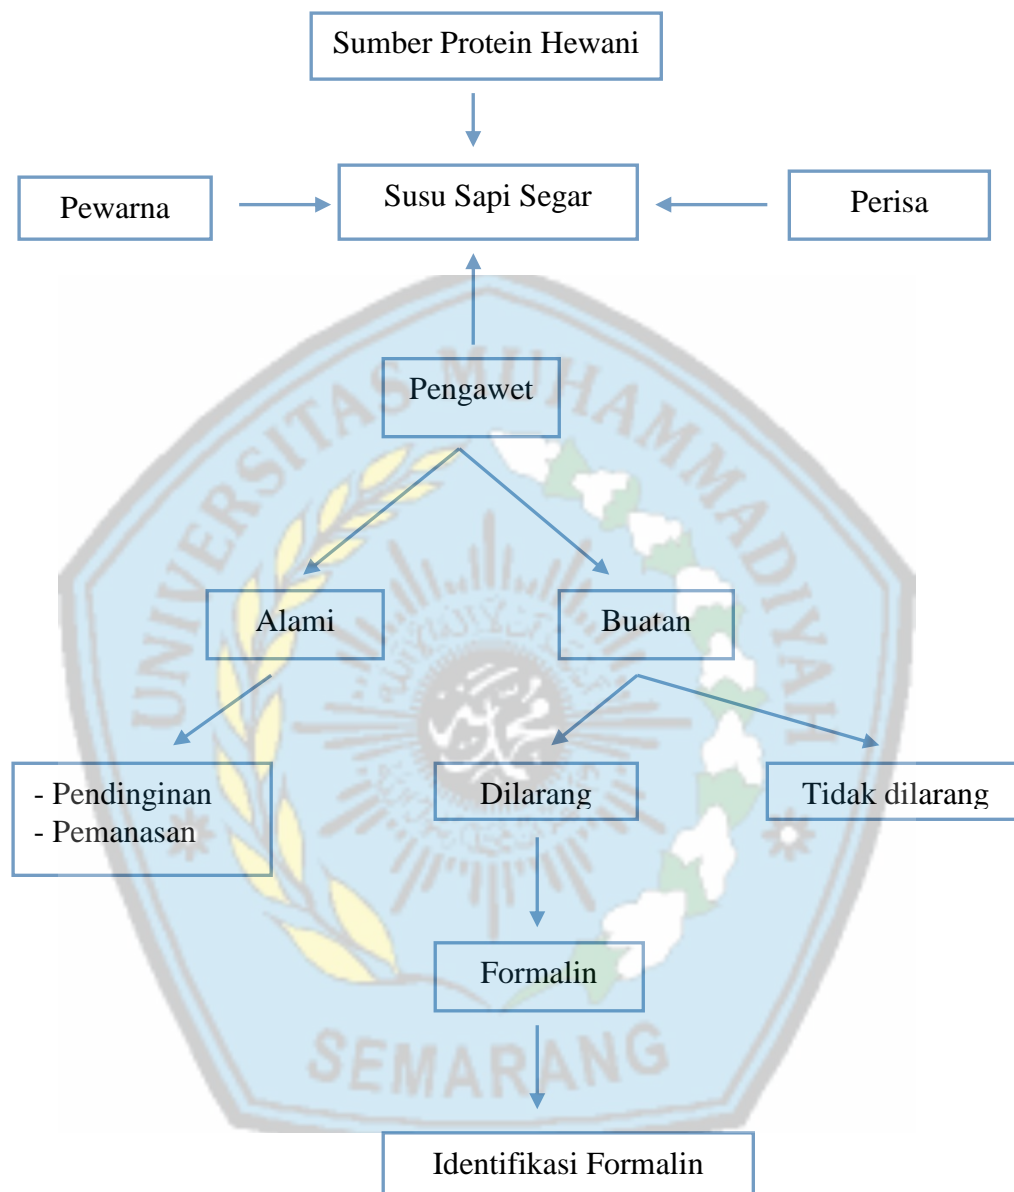 Sumber Protein Hewani
Pewarna
Susu Sapi Segar
Perisa
Pengawet
Alami
Buatan
- Pendinginan
- Pemanasan
Dilarang
Tidak dilarang
Formalin
Identifikasi Formalin
UNIVERSITAS MUHAMMADIYAH
SEMARANG